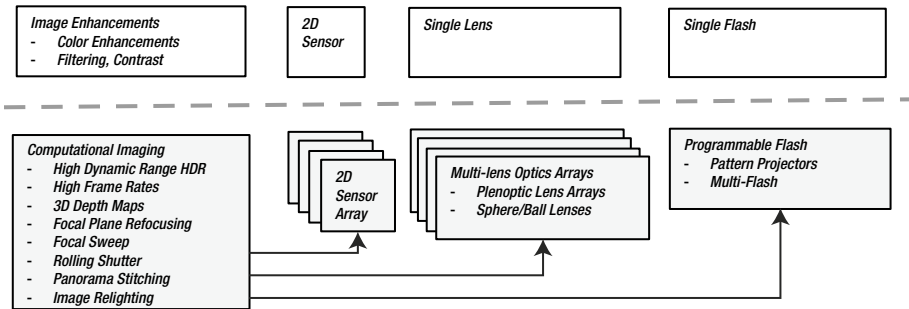 Image Enhancements
- Color Enhancements
- Filtering, Contrast
2D
Sensor
Single Lens
Single Flash
Computational Imaging
- High Dynamic Range HDR
- High Frame Rates
- 3D Depth Maps
- Focal Plane Refocusing
- Focal Sweep
- Rolling Shutter
- Panorama Stitching
- Image Relighting
2D
Sensor
Array
Multi-lens Optics Arrays
- Plenoptic Lens Arrays
- Sphere/Ball Lenses
Programmable Flash
- Pattern Projectors
- Multi-Flash